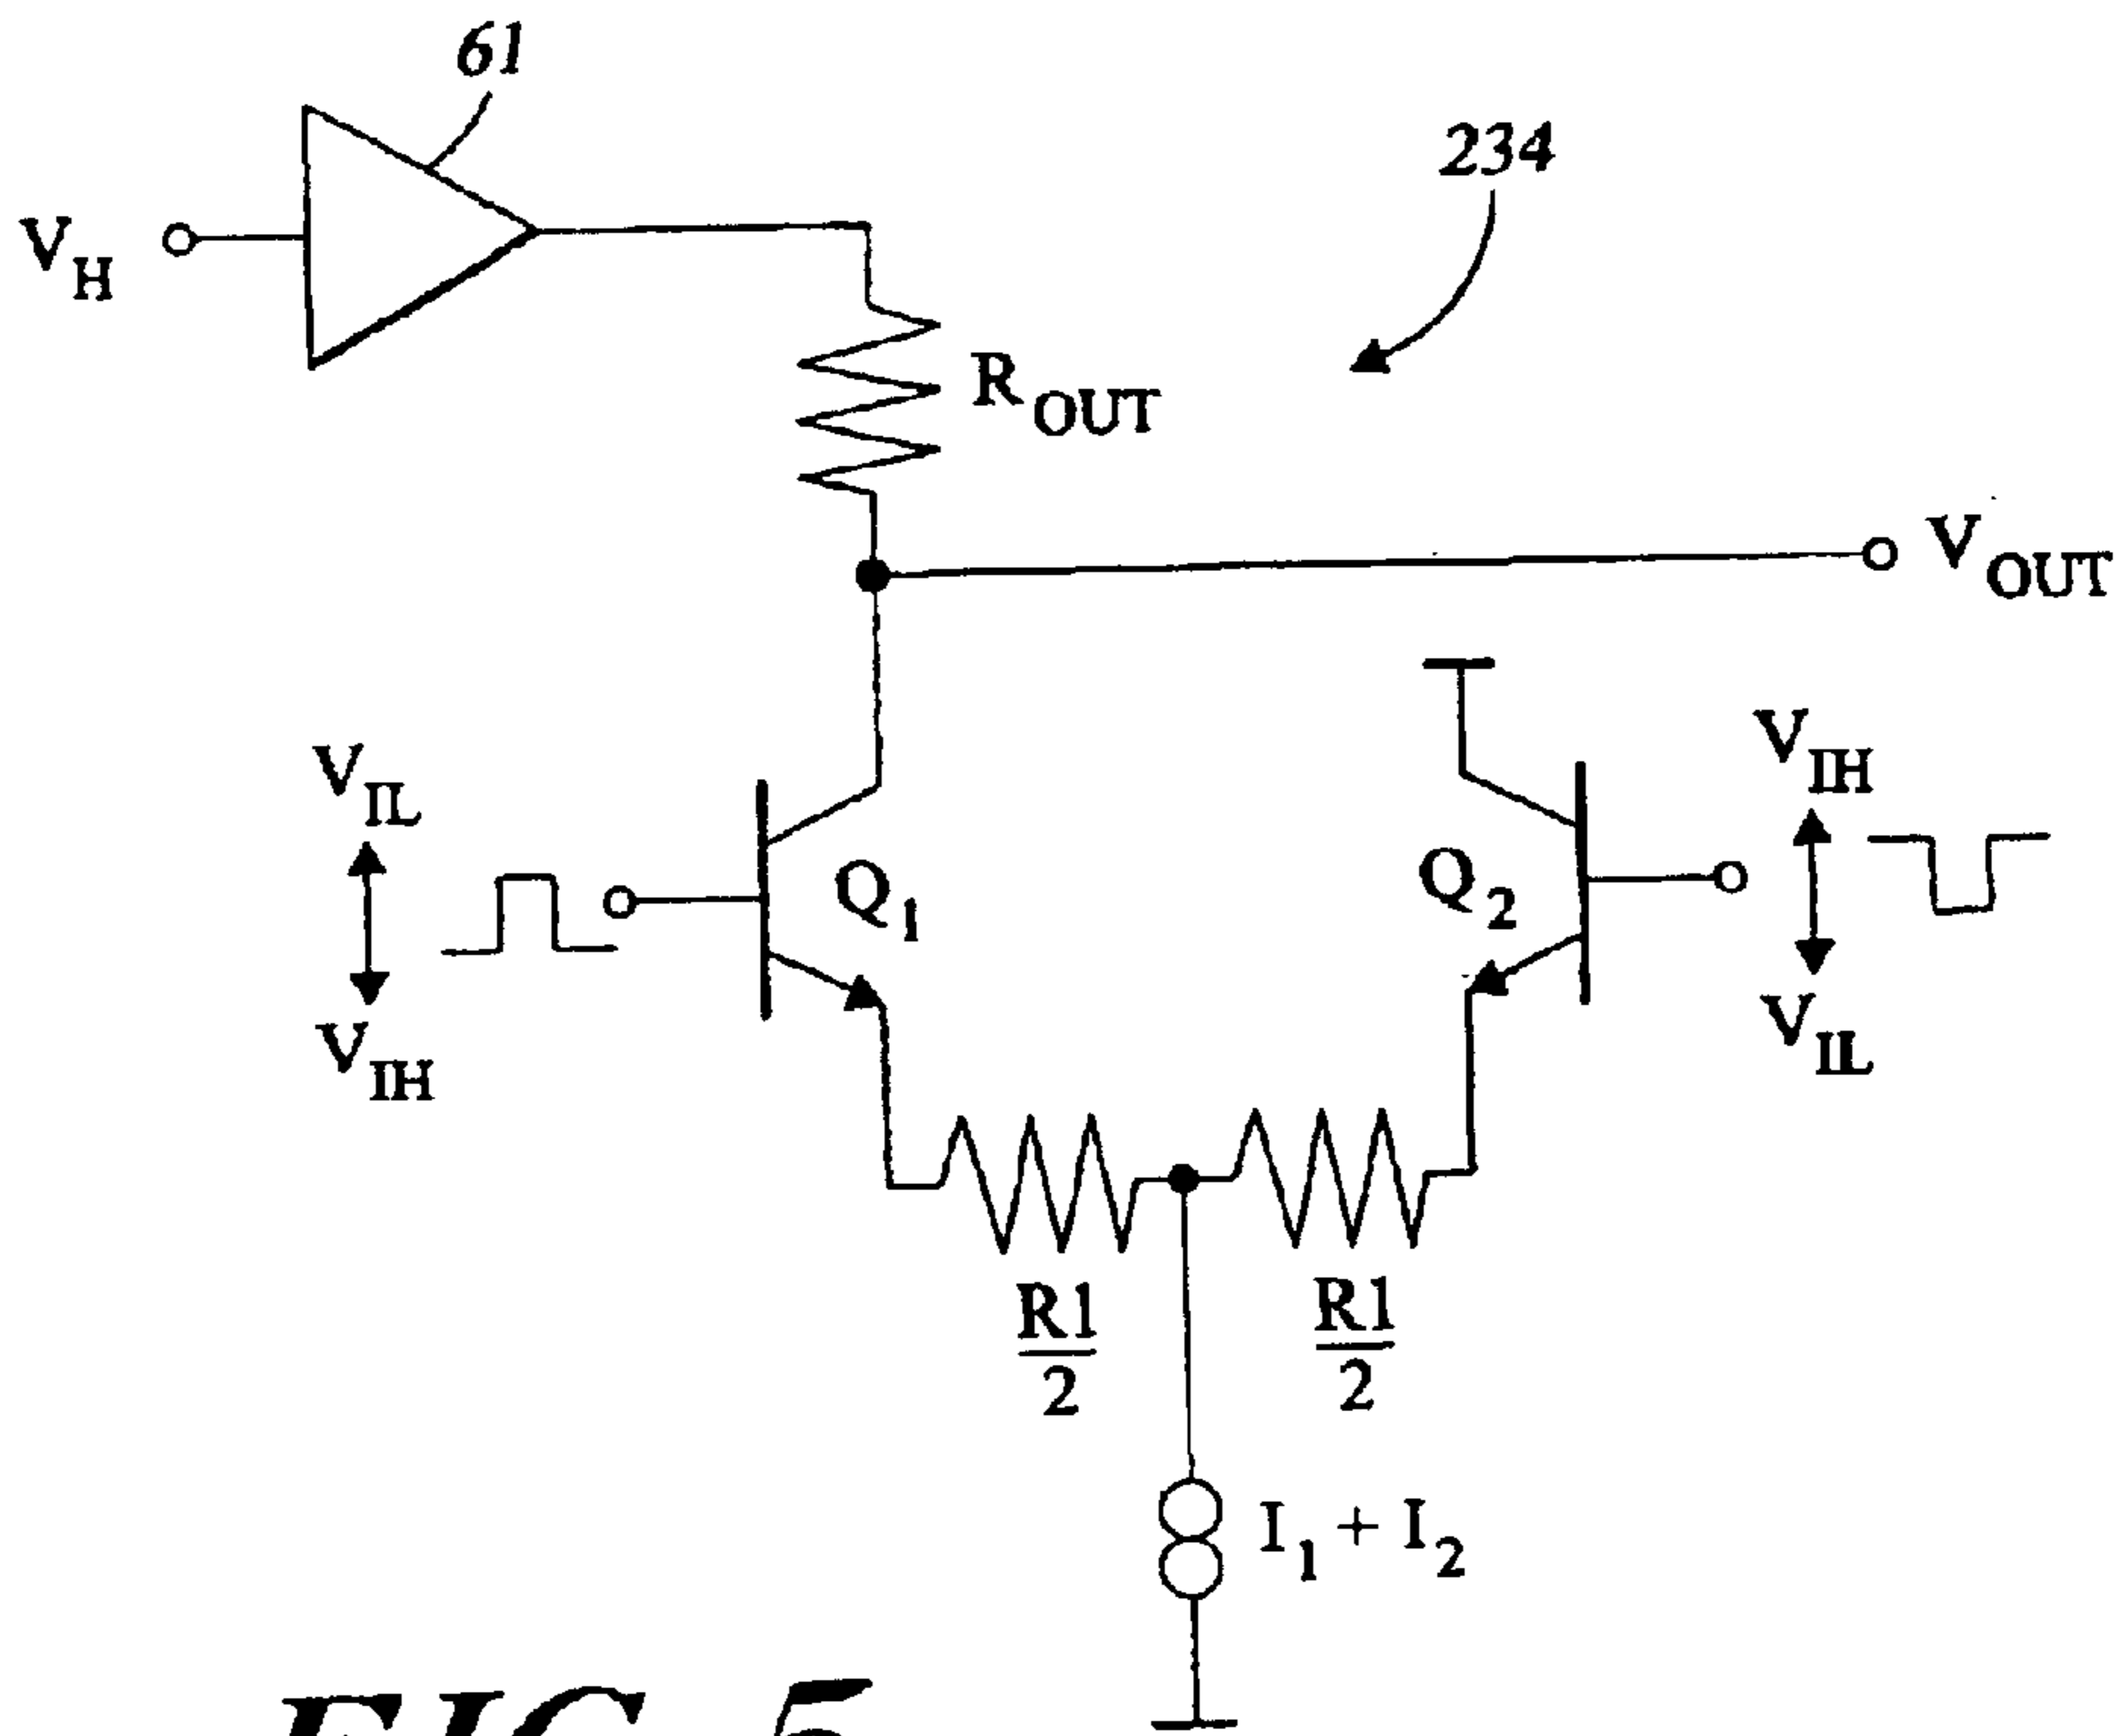 61
234
V_H
R_OUT
V_OUT
V_IL
V_IH
Q_1
Q_2
V_IH
V_IL
R1/2
R1/2
I_1 + I_2
FIG. 5